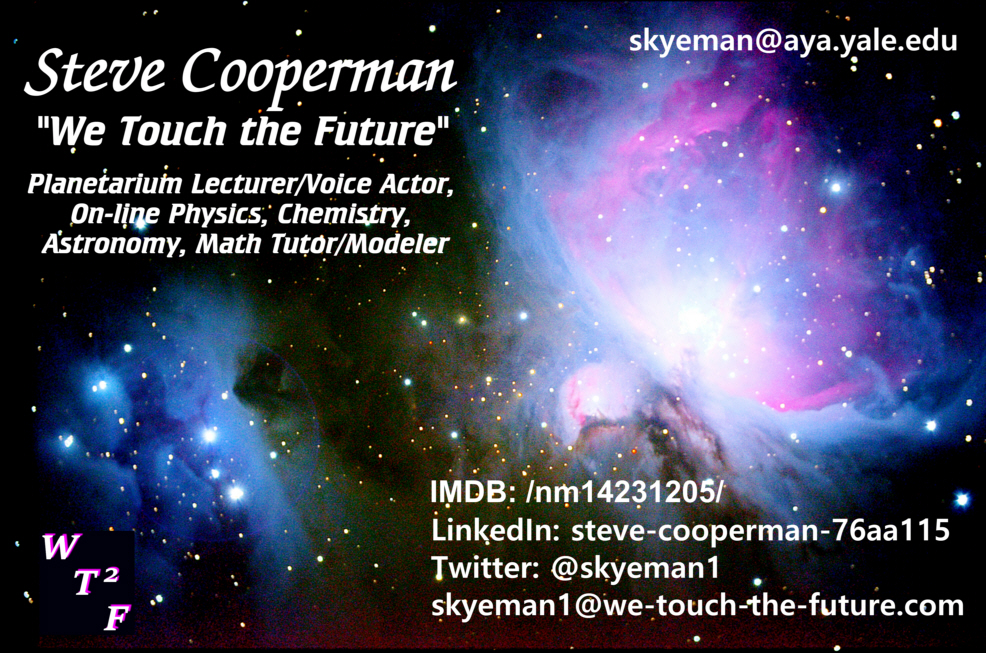 skyeman@aya.yale.edu
Steve Cooperman
"We Touch the Future"
Planetarium Lecturer/Voice Actor,
On-line Physics, Chemistry,
Astronomy, Math Tutor/Modeler
IMDB: /nm14231205/
LinkedIn: steve-cooperman-76aa115
Twitter: @skyeman1
skyeman1@we-touch-the-future.com
W
T²
F